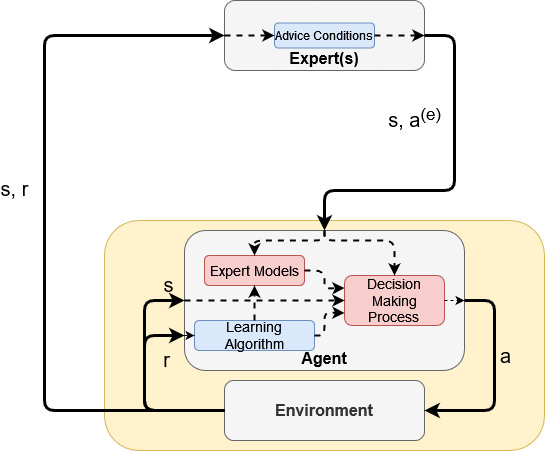 Advice Conditions
Expert(s)
s, a(e)
s, r
Expert Models
s
Decision
Making
Process
Learning
Algorithm
r
Agent
a
Environment